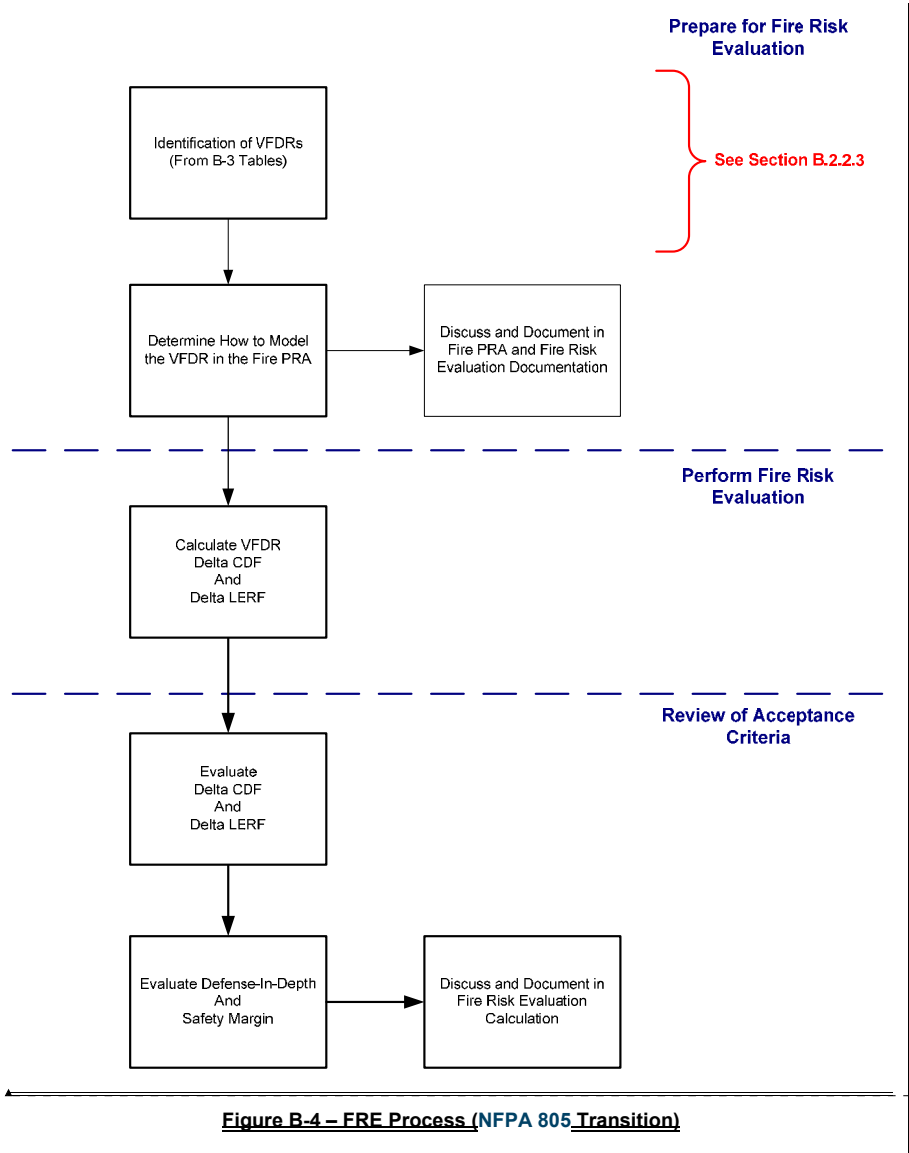 Prepare for Fire Risk
Evaluation
Identification of VFDRs
(From B-3 Tables)
See Section B.2.2.3
Determine How to Model
the VFDR in the Fire PRA
Discuss and Document in
Fire PRA and Fire Risk
Evaluation Documentation
Perform Fire Risk
Evaluation
Calculate VFDR
Delta CDF
And
Delta LERF
Review of Acceptance
Criteria
Evaluate
Delta CDF
And
Delta LERF
Evaluate Defense-In-Depth
And
Safety Margin
Discuss and Document in
Fire Risk Evaluation
Calculation
Figure B-4 – FRE Process (NFPA 805 Transition)